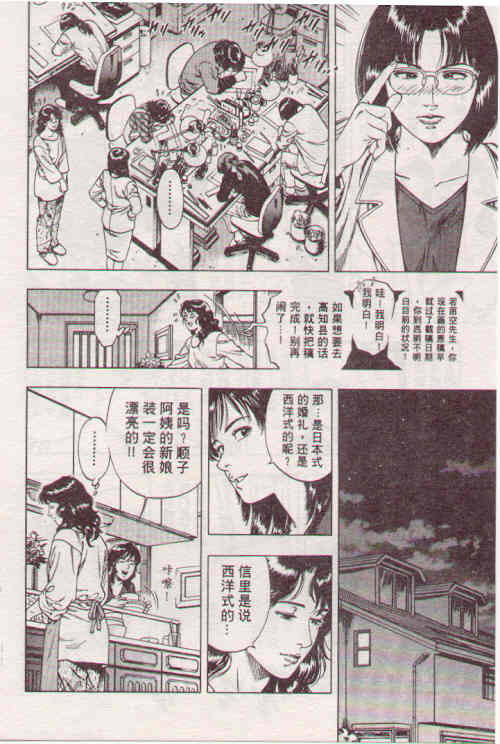 若苗空先生，你
现在画的原稿早
就过了截稿日期
，你到底明不明
白目前的状况！
哇！我明白！
我明白！
如果想要去
高知县的话
，就快把稿
完成！别再
闹了！！
………
………
那…是日本式
的婚礼，还是
西洋式的呢？
信里是说
西洋式的…
是吗？顺子
阿姨的新娘
装一定会很
漂亮的!!
………
咔嚓！